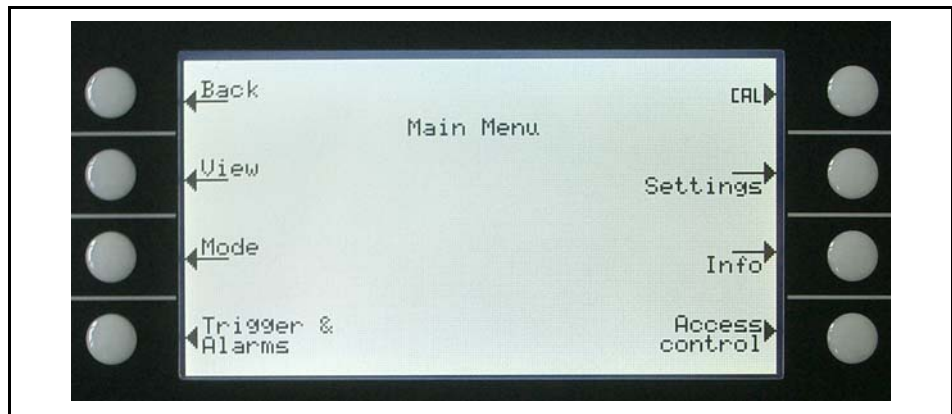 Back
CAL
Main Menu
View
Settings
Mode
Info
Trigger &
Alarms
Access
control